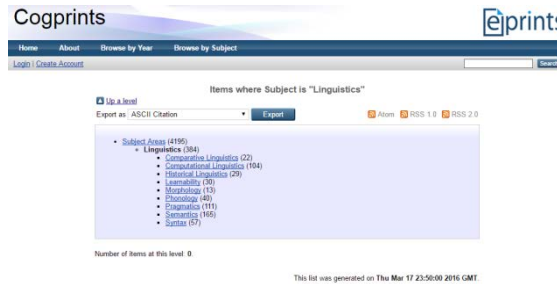 Cogprints
eprints
Home About Browse by Year Browse by Subject
Login | Create Account Search
Items where Subject is "Linguistics"
Up a level
Export as ASCII Citation Export Atom RSS 1.0 RSS 2.0
Subject Areas (4195)
Linguistics (384)
Comparative Linguistics (22)
Computational Linguistics (104)
Historical Linguistics (29)
Learnability (30)
Morphology (13)
Phonology (40)
Pragmatics (111)
Semantics (165)
Syntax (57)
Number of items at this level: 0.
This list was generated on Thu Mar 17 23:50:00 2016 GMT.